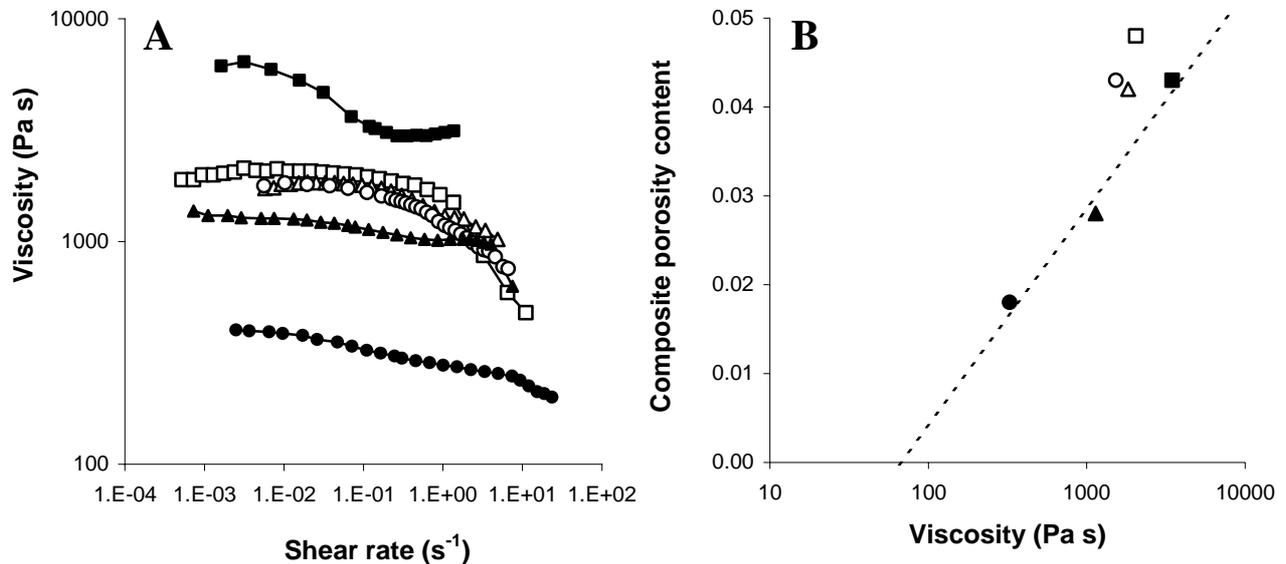 A
10000
1000
100
Viscosity (Pa s)
1.E-04 1.E-03 1.E-02 1.E-01 1.E+00 1.E+01 1.E+02
Shear rate (s-1)
B
0.05
0.04
0.03
0.02
0.01
0.00
Composite porosity content
10 100 1000 10000
Viscosity (Pa s)